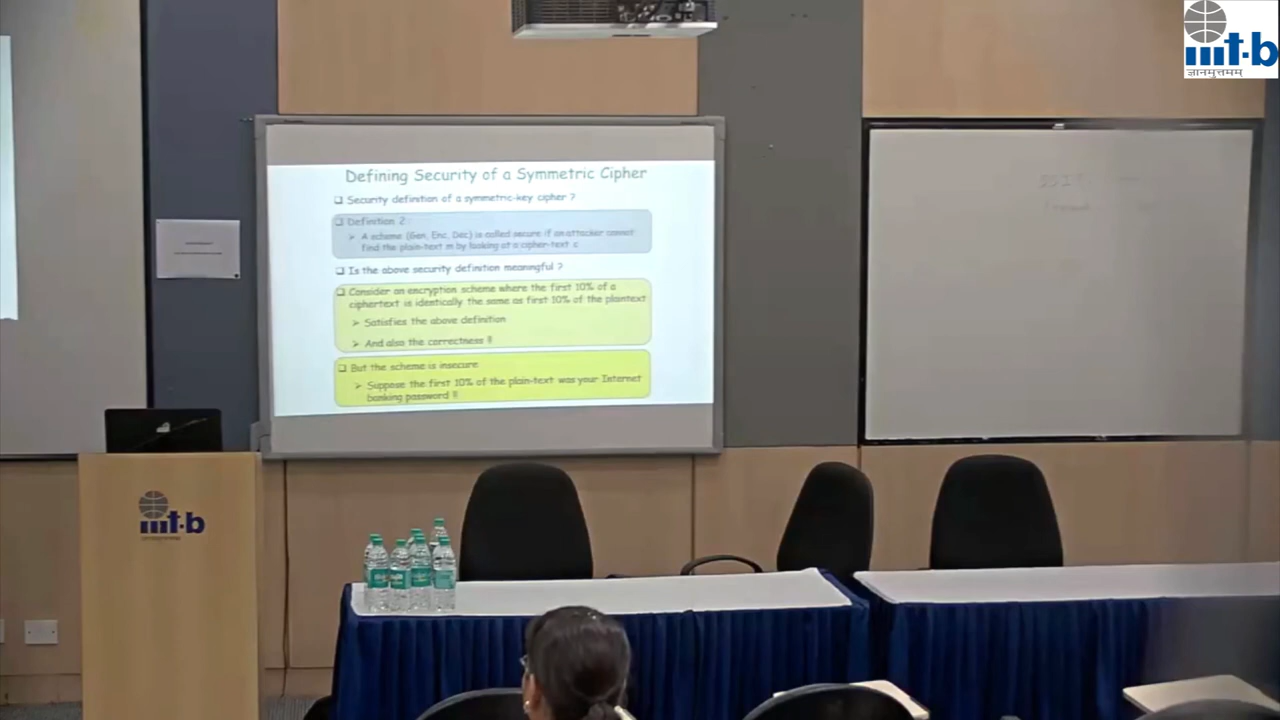 iiit-b
ज्ञानमुत्तमम्
Defining Security of a Symmetric Cipher
Security definition of a symmetric-key cipher ?
Definition 2 :
A scheme (Gen, Enc, Dec) is called secure if an attacker cannot
find the plain-text m by looking at a cipher-text c
Is the above security definition meaningful ?
Consider an encryption scheme where the first 10% of a
ciphertext is identically the same as first 10% of the plaintext
Satisfies the above definition
And also the correctness !!
But the scheme is insecure
Suppose the first 10% of the plain-text was your Internet
banking password !!
iiit-b